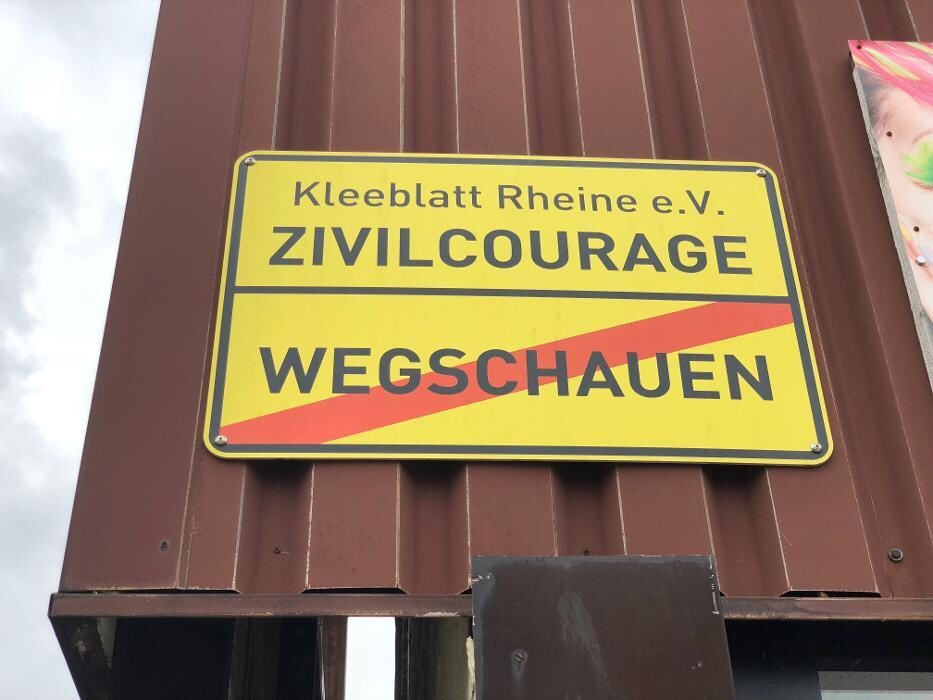 Kleeblatt Rheine e.V.
ZIVILCOURAGE
WEGSCHAUEN